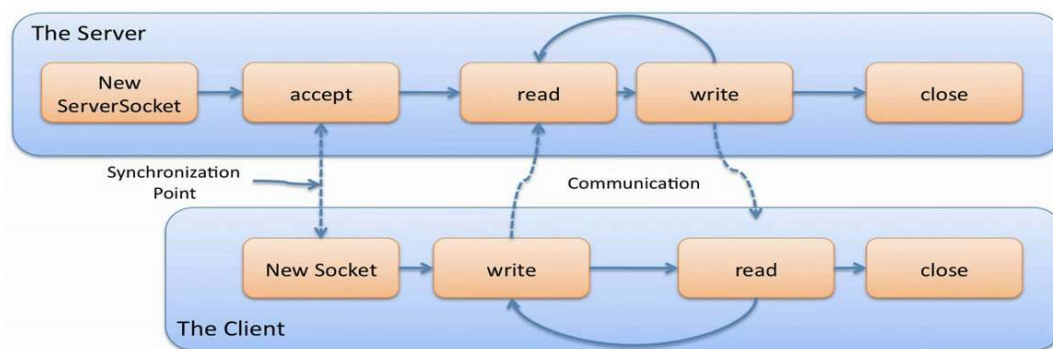 The Server
New
ServerSocket
accept
read
write
close
Synchronization
Point
Communication
New Socket
write
read
close
The Client